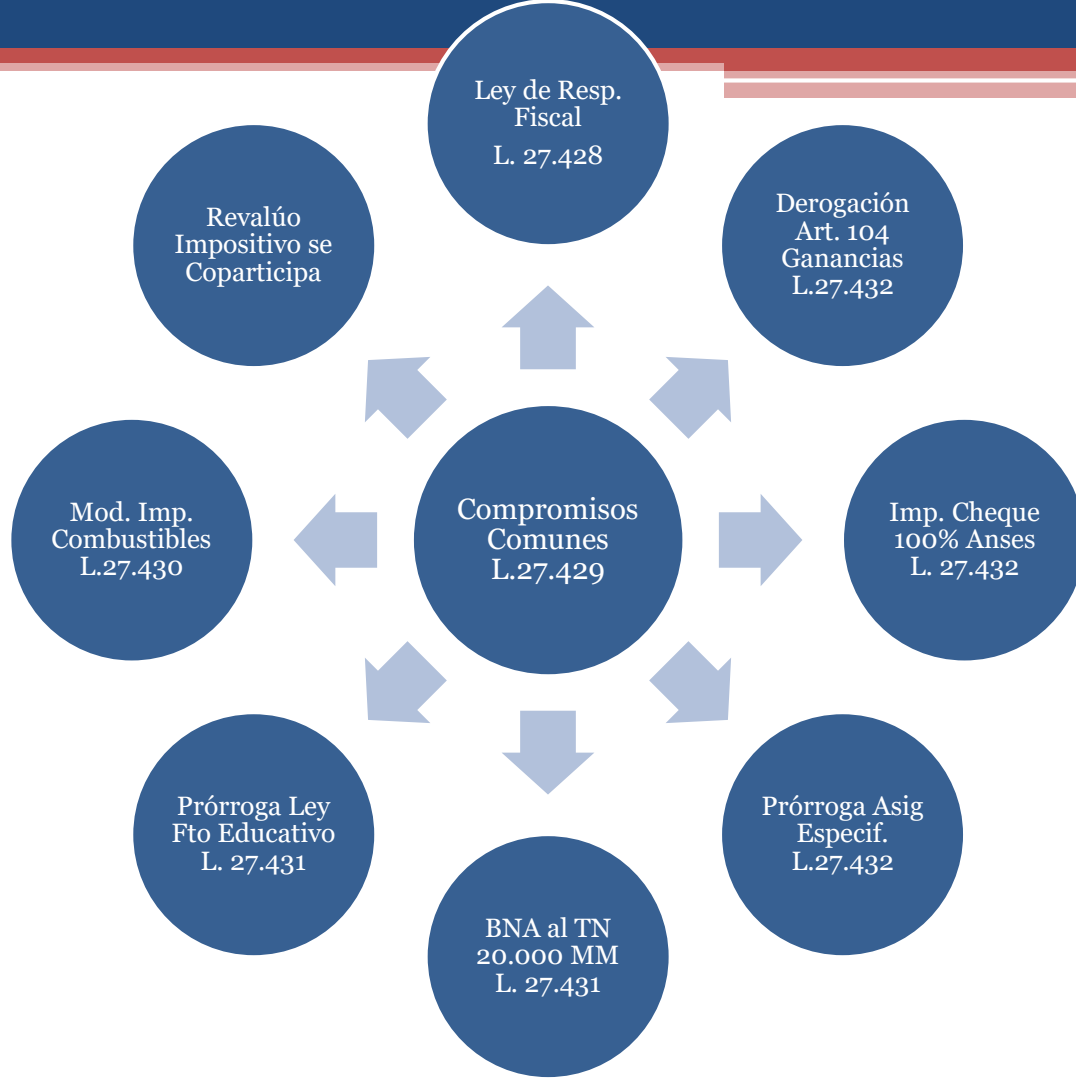 Ley de Resp.
Fiscal
L. 27.428
Derogación
Art. 104
Ganancias
L.27.432
Imp. Cheque
100% Anses
L. 27.432
Prórroga Asig
Especif.
L.27.432
BNA al TN
20.000 MM
L. 27.431
Prórroga Ley
Fto Educativo
L. 27.431
Mod. Imp.
Combustibles
L.27.430
Revalúo
Impositivo se
Coparticipa
Compromisos
Comunes
L.27.429